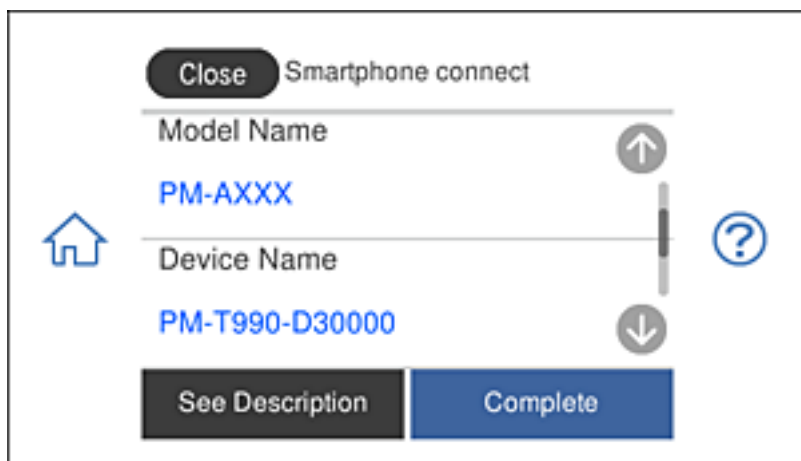 Close Smartphone connect
Model Name
PM-AXXX
Device Name
PM-T990-D30000
See Description Complete